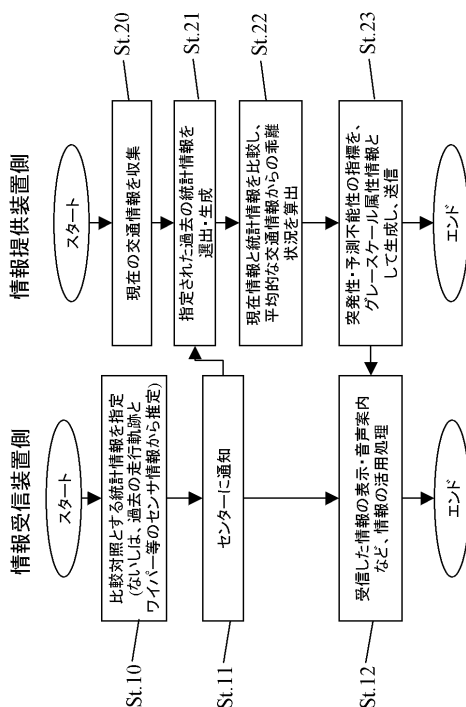 情報受信装置側
スタート
St.10
比較対照とする統計情報を指定
(ないしは、過去の走行軌跡と
ワイパー等のセンサ情報から推定)
St.11
センターに通知
St.12
受信した情報の表示・音声案内
など、情報の活用処理
エンド
情報提供装置側
スタート
現在の交通情報を収集
St.20
指定された過去の統計情報を
選出・生成
St.21
現在情報と統計情報を比較し、
平均的な交通情報からの乖離
状況を算出
St.22
突発性・予測不能性の指標を、
グレースケール属性情報と
して生成し、送信
St.23
エンド